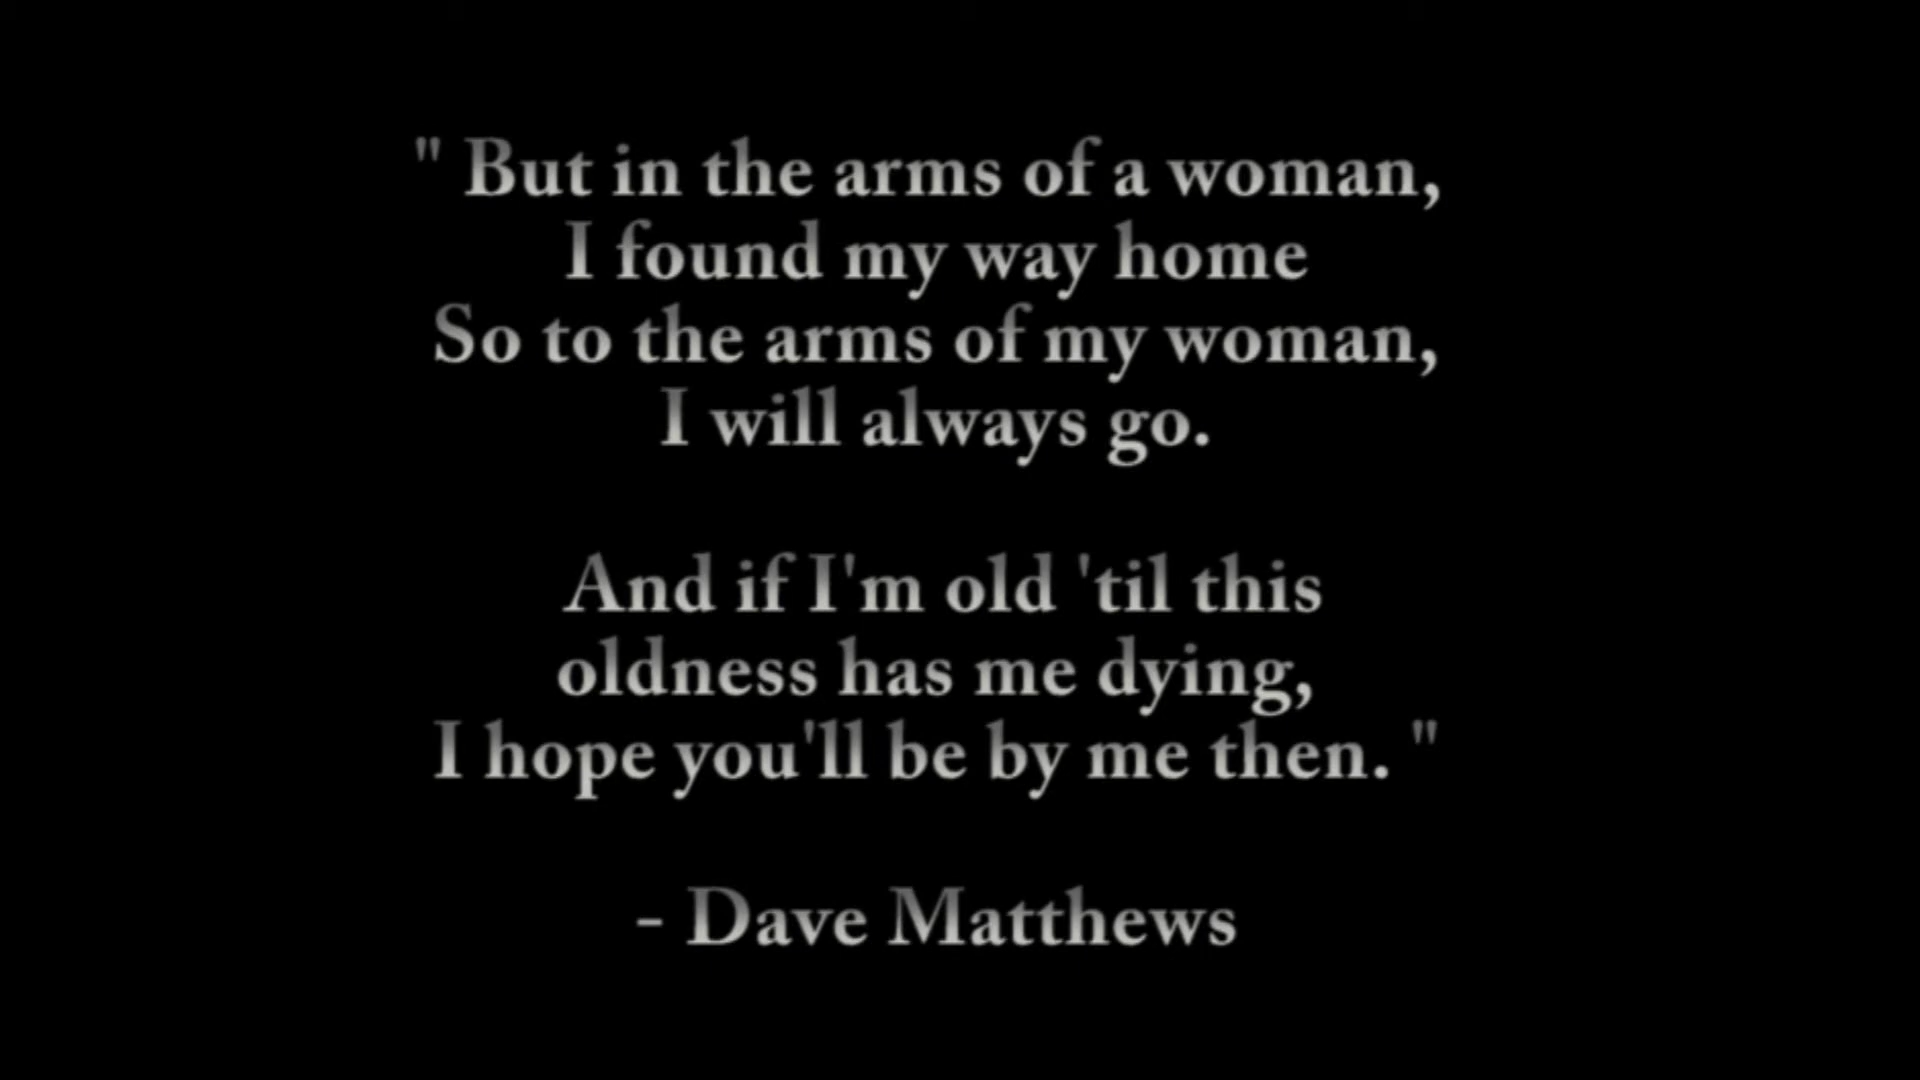 " But in the arms of a woman,
I found my way home
So to the arms of my woman,
I will always go.
And if I'm old 'til this
oldness has me dying,
I hope you'll be by me then. "
- Dave Matthews